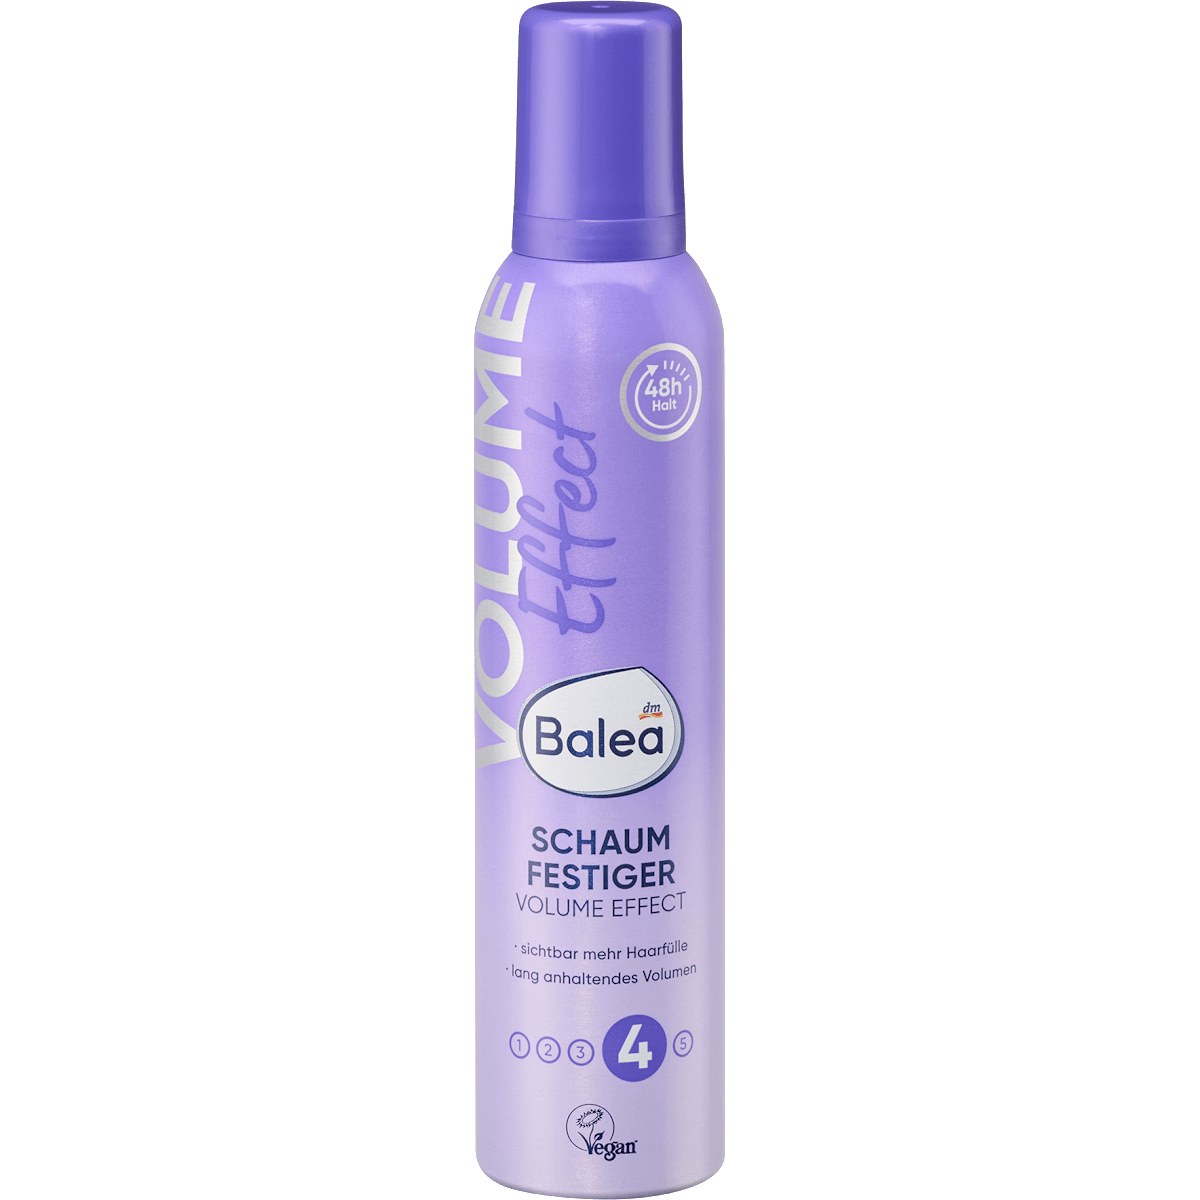 VOLUME
Effect
48h
Halt
dm
Balea
SCHAUM
FESTIGER
VOLUME EFFECT
· sichtbar mehr Haarfülle
· lang anhaltendes Volumen
1 2 3 4 5
Vegan